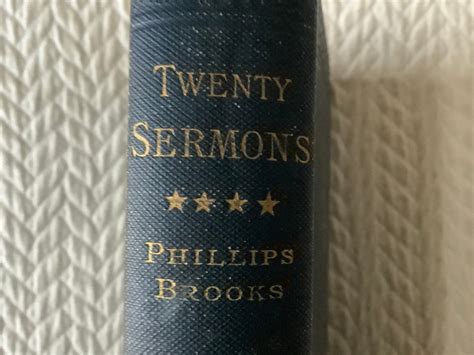 TWENTY
SERMONS
★★★★
PHILLIPS
BROOKS